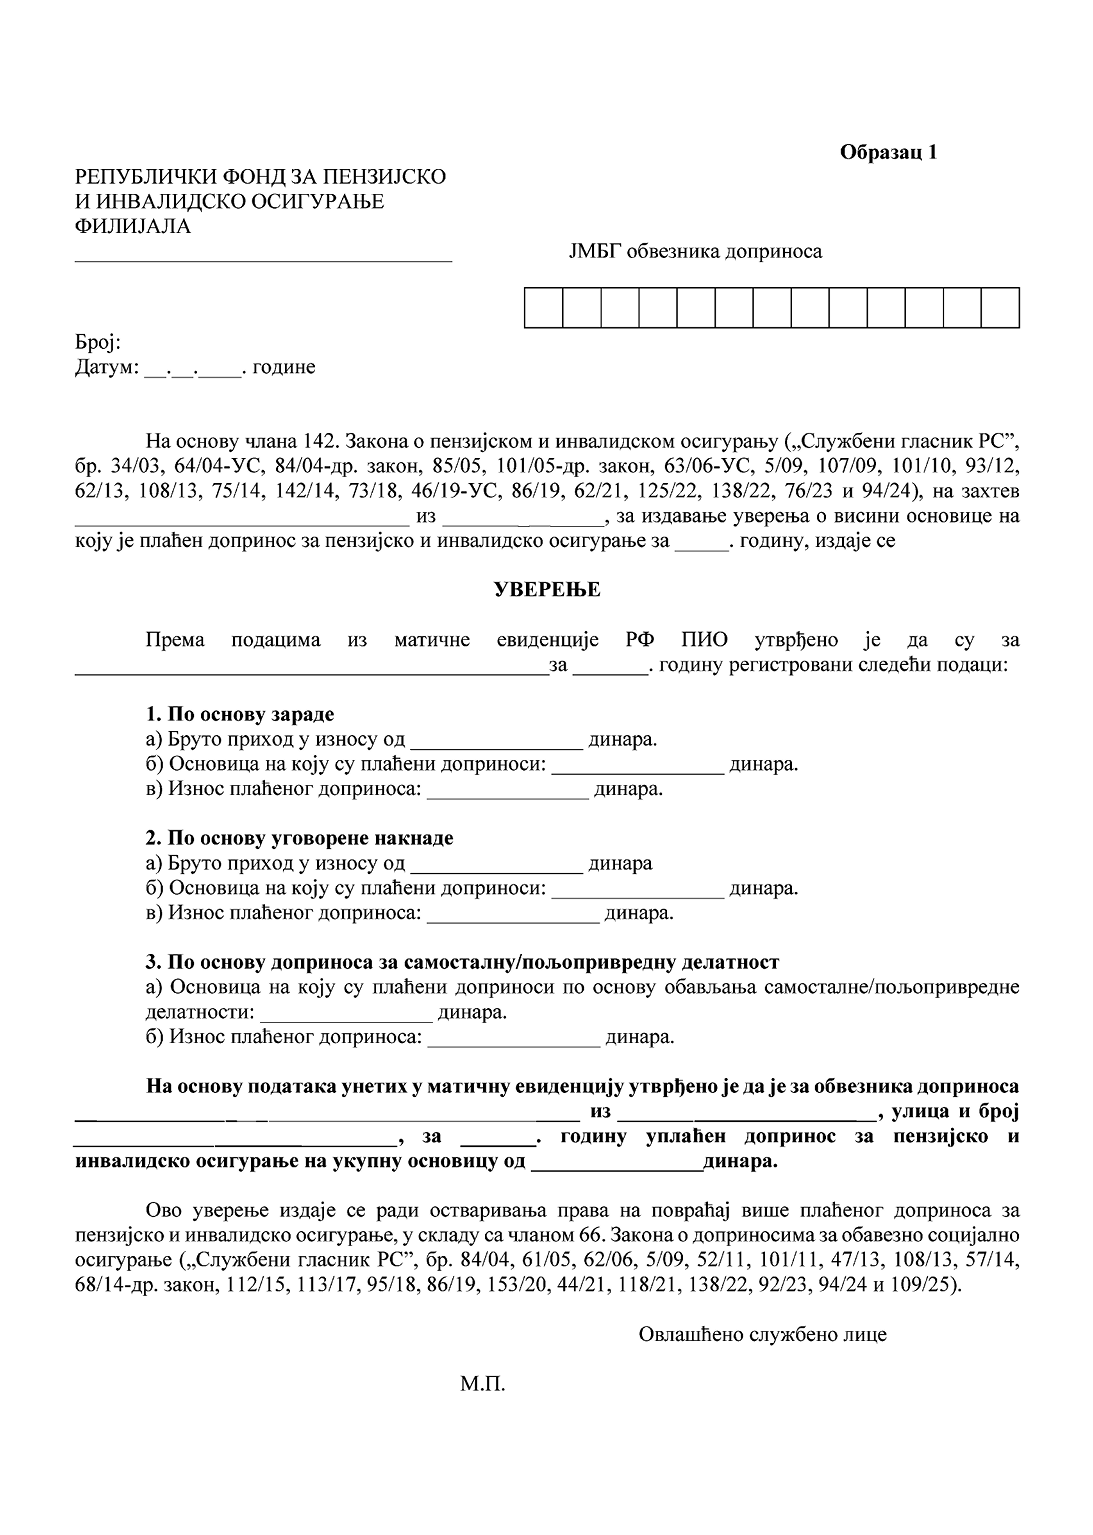 Образац 1
РЕПУБЛИЧКИ ФОНД ЗА ПЕНЗИЈСКО
И ИНВАЛИДСКО ОСИГУРАЊЕ
ФИЛИЈАЛА
___________________________________
ЈМБГ обвезника доприноса
Број:
Датум: __.__.____. године
На основу члана 142. Закона о пензијском и инвалидском осигурању („Службени гласник РС”,
бр. 34/03, 64/04-УС, 84/04-др. закон, 85/05, 101/05-др. закон, 63/06-УС, 5/09, 107/09, 101/10, 93/12,
62/13, 108/13, 75/14, 142/14, 73/18, 46/19-УС, 86/19, 62/21, 125/22, 138/22, 76/23 и 94/24), на захтев
_______________________________ из _______________, за издавање уверења о висини основице на
коју је плаћен допринос за пензијско и инвалидско осигурање за _____. годину, издаје се
УВЕРЕЊЕ
Према подацима из матичне евиденције РФ ПИО утврђено је да су за
____________________________________________за _______. годину регистровани следећи подаци:
1. По основу зараде
а) Бруто приход у износу од ________________ динара.
б) Основица на коју су плаћени доприноси: ________________ динара.
в) Износ плаћеног доприноса: _______________ динара.
2. По основу уговорене накнаде
а) Бруто приход у износу од ________________ динара
б) Основица на коју су плаћени доприноси: ________________ динара.
в) Износ плаћеног доприноса: ________________ динара.
3. По основу доприноса за самосталну/пољопривредну делатност
а) Основица на коју су плаћени доприноси по основу обављања самосталне/пољопривредне
делатности: ________________ динара.
б) Износ плаћеног доприноса: ________________ динара.
На основу података унетих у матичну евиденцију утврђено је да је за обвезника доприноса
_______________________________________________ из ________________________, улица и број
______________________________, за _______. годину уплаћен допринос за пензијско и
инвалидско осигурање на укупну основицу од ________________динара.
Ово уверење издаје се ради остваривања права на повраћај више плаћеног доприноса за
пензијско и инвалидско осигурање, у складу са чланом 66. Закона о доприносима за обавезно социјално
осигурање („Службени гласник РС”, бр. 84/04, 61/05, 62/06, 5/09, 52/11, 101/11, 47/13, 108/13, 57/14,
68/14-др. закон, 112/15, 113/17, 95/18, 86/19, 153/20, 44/21, 118/21, 138/22, 92/23, 94/24 и 109/25).
Овлашћено службено лице
М.П.